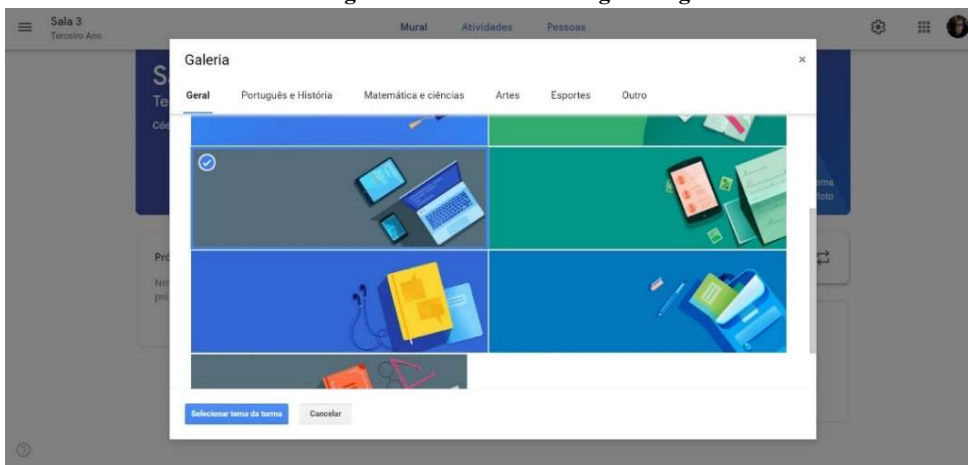 Sala 3
Terceiro Ano
Mural Atividades Pessoas
Galeria
Geral Português e História Matemática e ciências Artes Esportes Outro
Selecionar tema da turma Cancelar